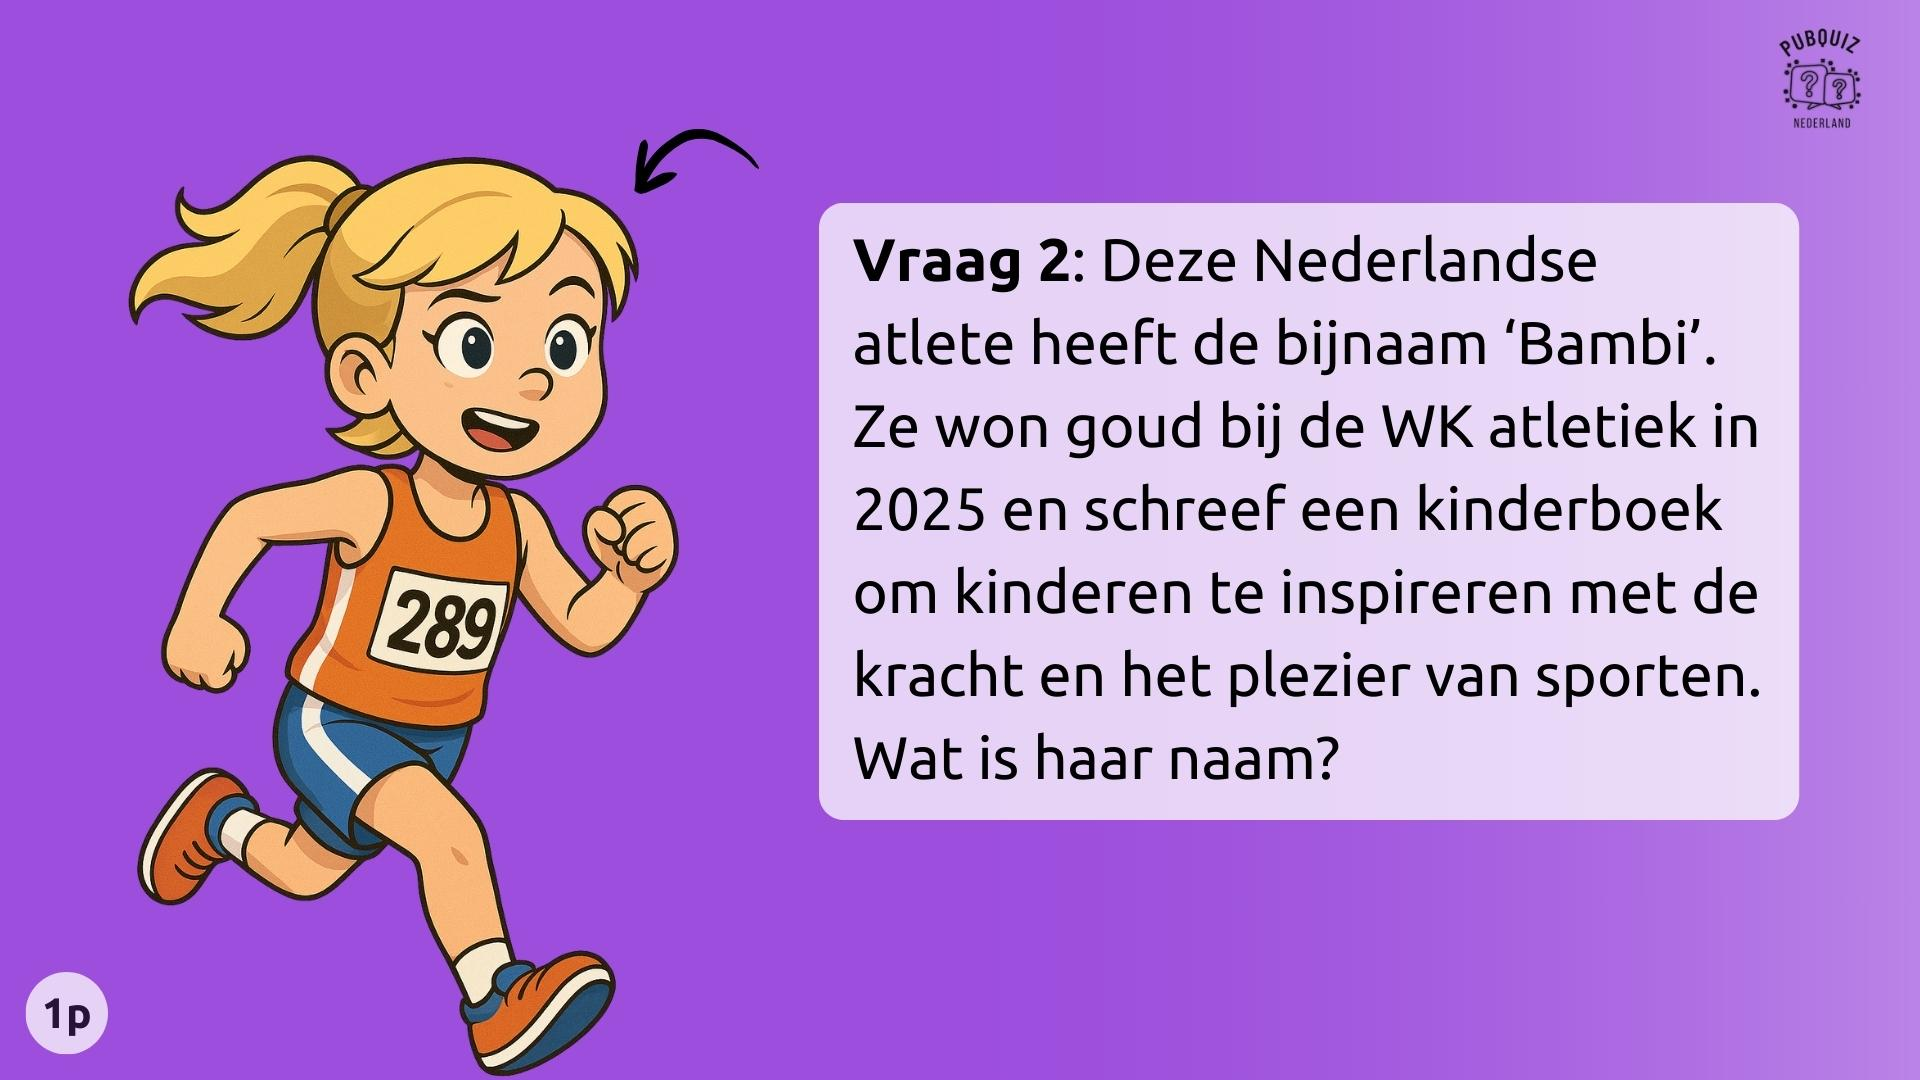 PUBQUIZ
? ?
NEDERLAND
Vraag 2: Deze Nederlandse
atlete heeft de bijnaam ‘Bambi’.
Ze won goud bij de WK atletiek in
2025 en schreef een kinderboek
om kinderen te inspireren met de
kracht en het plezier van sporten.
Wat is haar naam?
289
1p